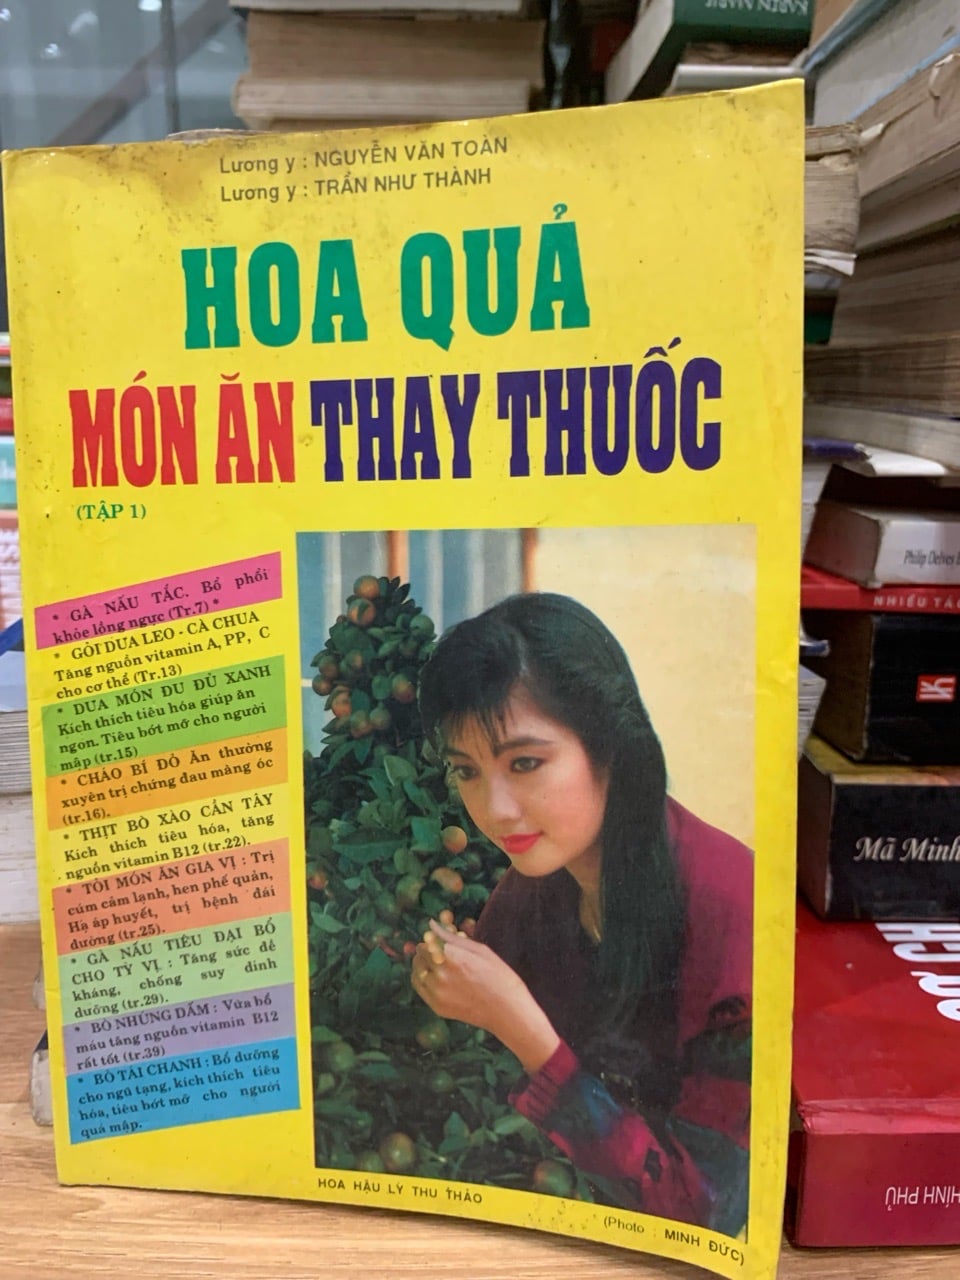 KAREN MARIE
Lương y : NGUYỄN VĂN TOÀN
Lương y : TRẦN NHƯ THÀNH
HOA QUẢ
MÓN ĂN THAY THUỐC
(TẬP 1)
* GÀ NẤU TẮC. Bổ phổi
khỏe lồng ngực (Tr.7) *
* GỎI DƯA LEO - CÀ CHUA
Tăng nguồn vitamin A, PP, C
cho cơ thể (Tr.13)
* DƯA MÓN ĐU ĐỦ XANH
Kích thích tiêu hóa giúp ăn
ngon. Tiêu bớt mỡ cho người
mập (tr.15)
* CHÁO BÍ ĐỎ Ăn thường
xuyên trị chứng đau màng óc
(tr.16).
* THỊT BÒ XÀO CẦN TÂY
Kích thích tiêu hóa, tăng
nguồn vitamin B12 (tr.22).
* TỎI MÓN ĂN GIA VỊ : Trị
cúm cảm lạnh, hen phế quản,
Hạ áp huyết, trị bệnh đái
đường (tr.25).
* GÀ NẤU TIÊU ĐẠI BỔ
CHO TỲ VỊ : Tăng sức đề
kháng, chống suy dinh
dưỡng (tr.29).
* BÒ NHÚNG DẤM : Vừa bổ
máu tăng nguồn vitamin B12
rất tốt (tr.39)
* BÒ TÁI CHANH : Bổ dưỡng
cho ngũ tạng, kích thích tiêu
hóa, tiêu bớt mỡ cho người
quá mập.
HOA HẬU LÝ THU THẢO
(Photo : MINH ĐỨC)
Philip Delves
NHIỀU TÁC
Mã Minh
HÍNH PHỦ